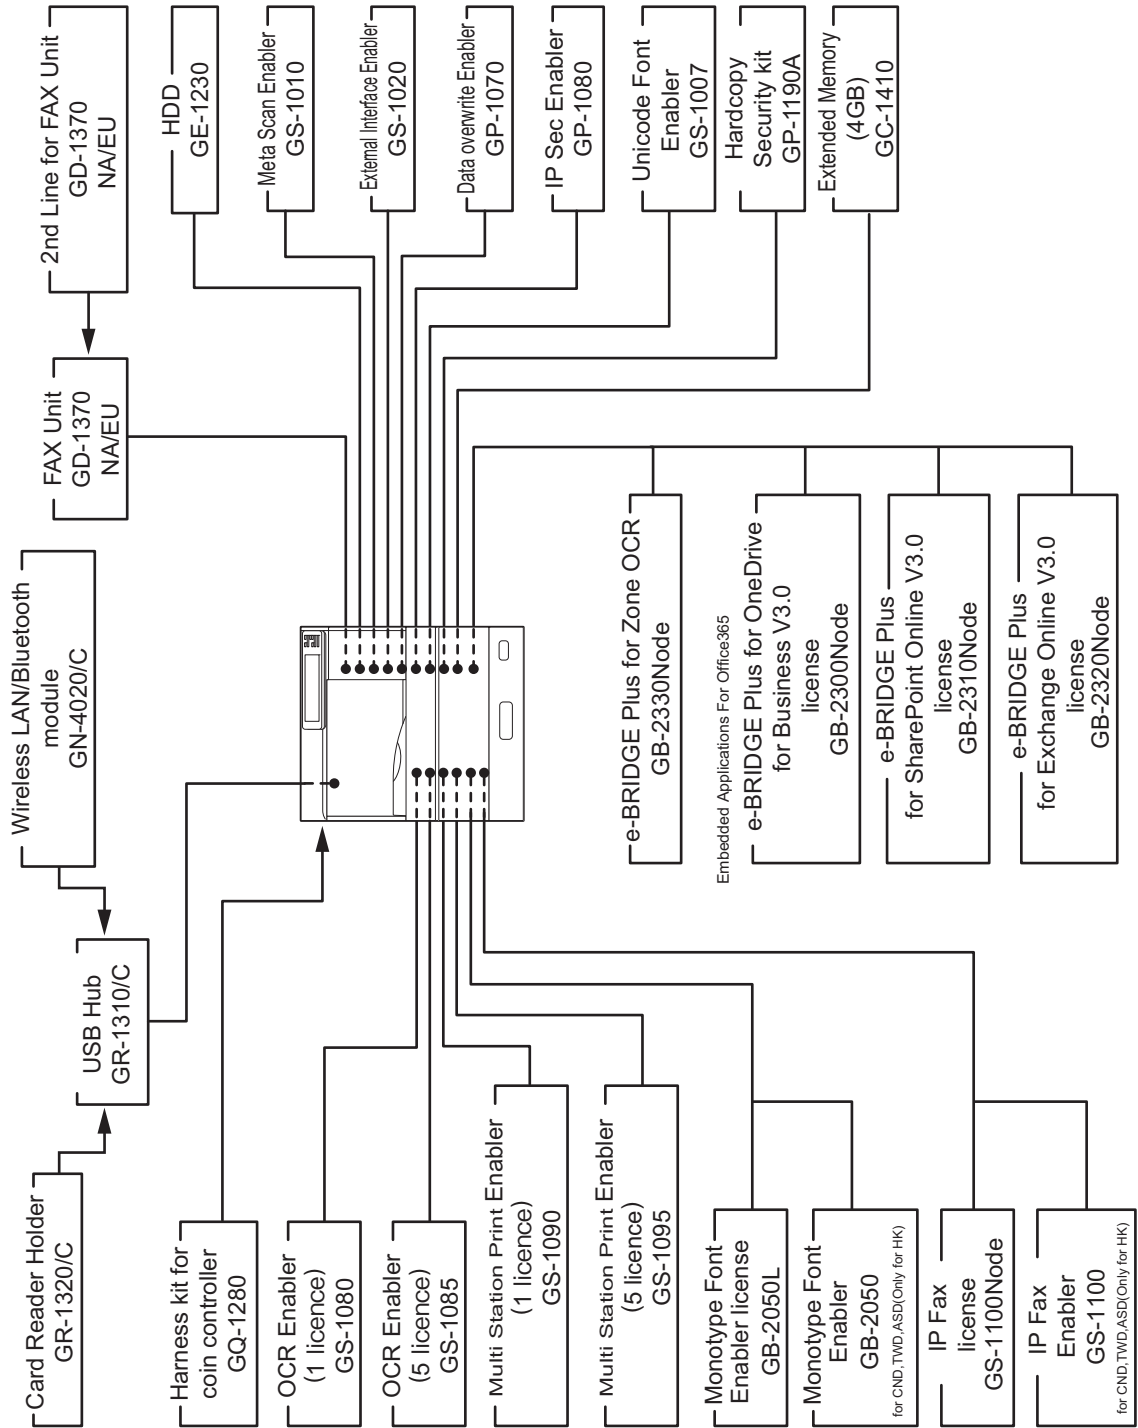 2nd Line for FAX Unit
GD-1370
NA/EU
FAX Unit
GD-1370
NA/EU
Wireless LAN/Bluetooth
module
GN-4020/C
USB Hub
GR-1310/C
Card Reader Holder
GR-1320/C
HDD
GE-1230
Meta Scan Enabler
GS-1010
External Interface Enabler
GS-1020
Data overwrite Enabler
GP-1070
IP Sec Enabler
GP-1080
Unicode Font
Enabler
GS-1007
Hardcopy
Security kit
GP-1190A
Extended Memory
(4GB)
GC-1410
Harness kit for
coin controller
GQ-1280
OCR Enabler
(1 licence)
GS-1080
OCR Enabler
(5 licence)
GS-1085
Multi Station Print Enabler
(1 licence)
GS-1090
Multi Station Print Enabler
(5 licence)
GS-1095
Monotype Font
Enabler license
GB-2050L
Monotype Font
Enabler
GB-2050
for CND,TWD,ASD(Only for HK)
IP Fax
license
GS-1100Node
IP Fax
Enabler
GS-1100
for CND,TWD,ASD(Only for HK)
e-BRIDGE Plus for Zone OCR
GB-2330Node
Embedded Applications For Office365
e-BRIDGE Plus for OneDrive
for Business V3.0
license
GB-2300Node
e-BRIDGE Plus
for SharePoint Online V3.0
license
GB-2310Node
e-BRIDGE Plus
for Exchange Online V3.0
license
GB-2320Node